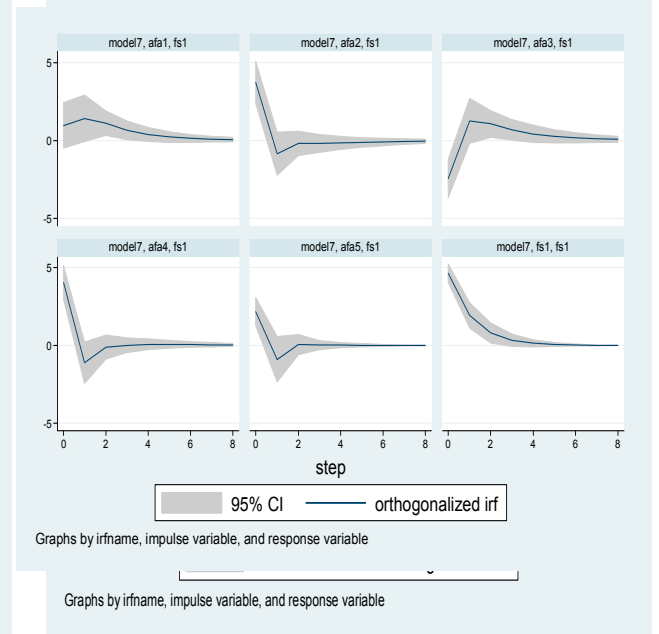 model7, afa1, fs1
model7, afa2, fs1
model7, afa3, fs1
5
0
-5
model7, afa4, fs1
model7, afa5, fs1
model7, fs1, fs1
5
0
-5
0 2 4 6 8
0 2 4 6 8
0 2 4 6 8
step
95% CI
orthogonalized irf
Graphs by irfname, impulse variable, and response variable
Graphs by irfname, impulse variable, and response variable